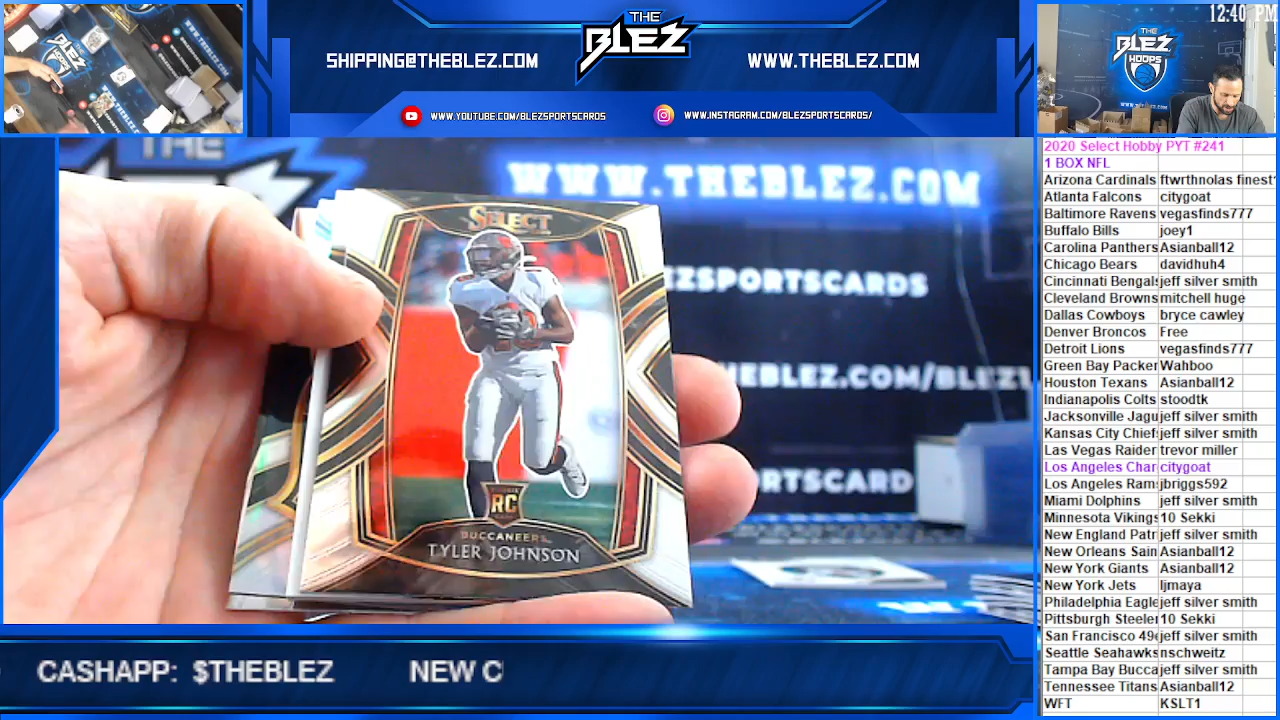 12:40 PM
THE BLEZ
SHIPPING@THEBLEZ.COM
WWW.THEBLEZ.COM
WWW.YOUTUBE.COM/BLEZSPORTSCARDS
WWW.INSTAGRAM.COM/BLEZSPORTSCARDS/
THE
BLEZ
HOOPS
THE
WWW.THEBLEZ.COM
EZSPORTSCARDS
HEBLEZ.COM/BLEZ
PORTSCARD
SELECT
RC
BUCCANEERS
TYLER JOHNSON
CASHAPP: $THEBLEZ NEW C
2020 Select Hobby PYT #241
1 BOX NFL
Arizona Cardinals ftwrthnolas finest
Atlanta Falcons citygoat
Baltimore Ravens vegasfinds777
Buffalo Bills joey1
Carolina Panthers Asianball12
Chicago Bears davidhuh4
Cincinnati Bengals jeff silver smith
Cleveland Browns mitchell huge
Dallas Cowboys bryce cawley
Denver Broncos Free
Detroit Lions vegasfinds777
Green Bay Packer Wahboo
Houston Texans Asianball12
Indianapolis Colts stoodtk
Jacksonville Jagu jeff silver smith
Kansas City Chief jeff silver smith
Las Vegas Raider trevor miller
Los Angeles Char citygoat
Los Angeles Ram jbriggs592
Miami Dolphins jeff silver smith
Minnesota Vikings 10 Sekki
New England Patr jeff silver smith
New Orleans Sain Asianball12
New York Giants Asianball12
New York Jets ljmaya
Philadelphia Eagle jeff silver smith
Pittsburgh Steeler 10 Sekki
San Francisco 49 jeff silver smith
Seattle Seahawks nschweitz
Tampa Bay Bucca jeff silver smith
Tennessee Titans Asianball12
WFT KSLT1